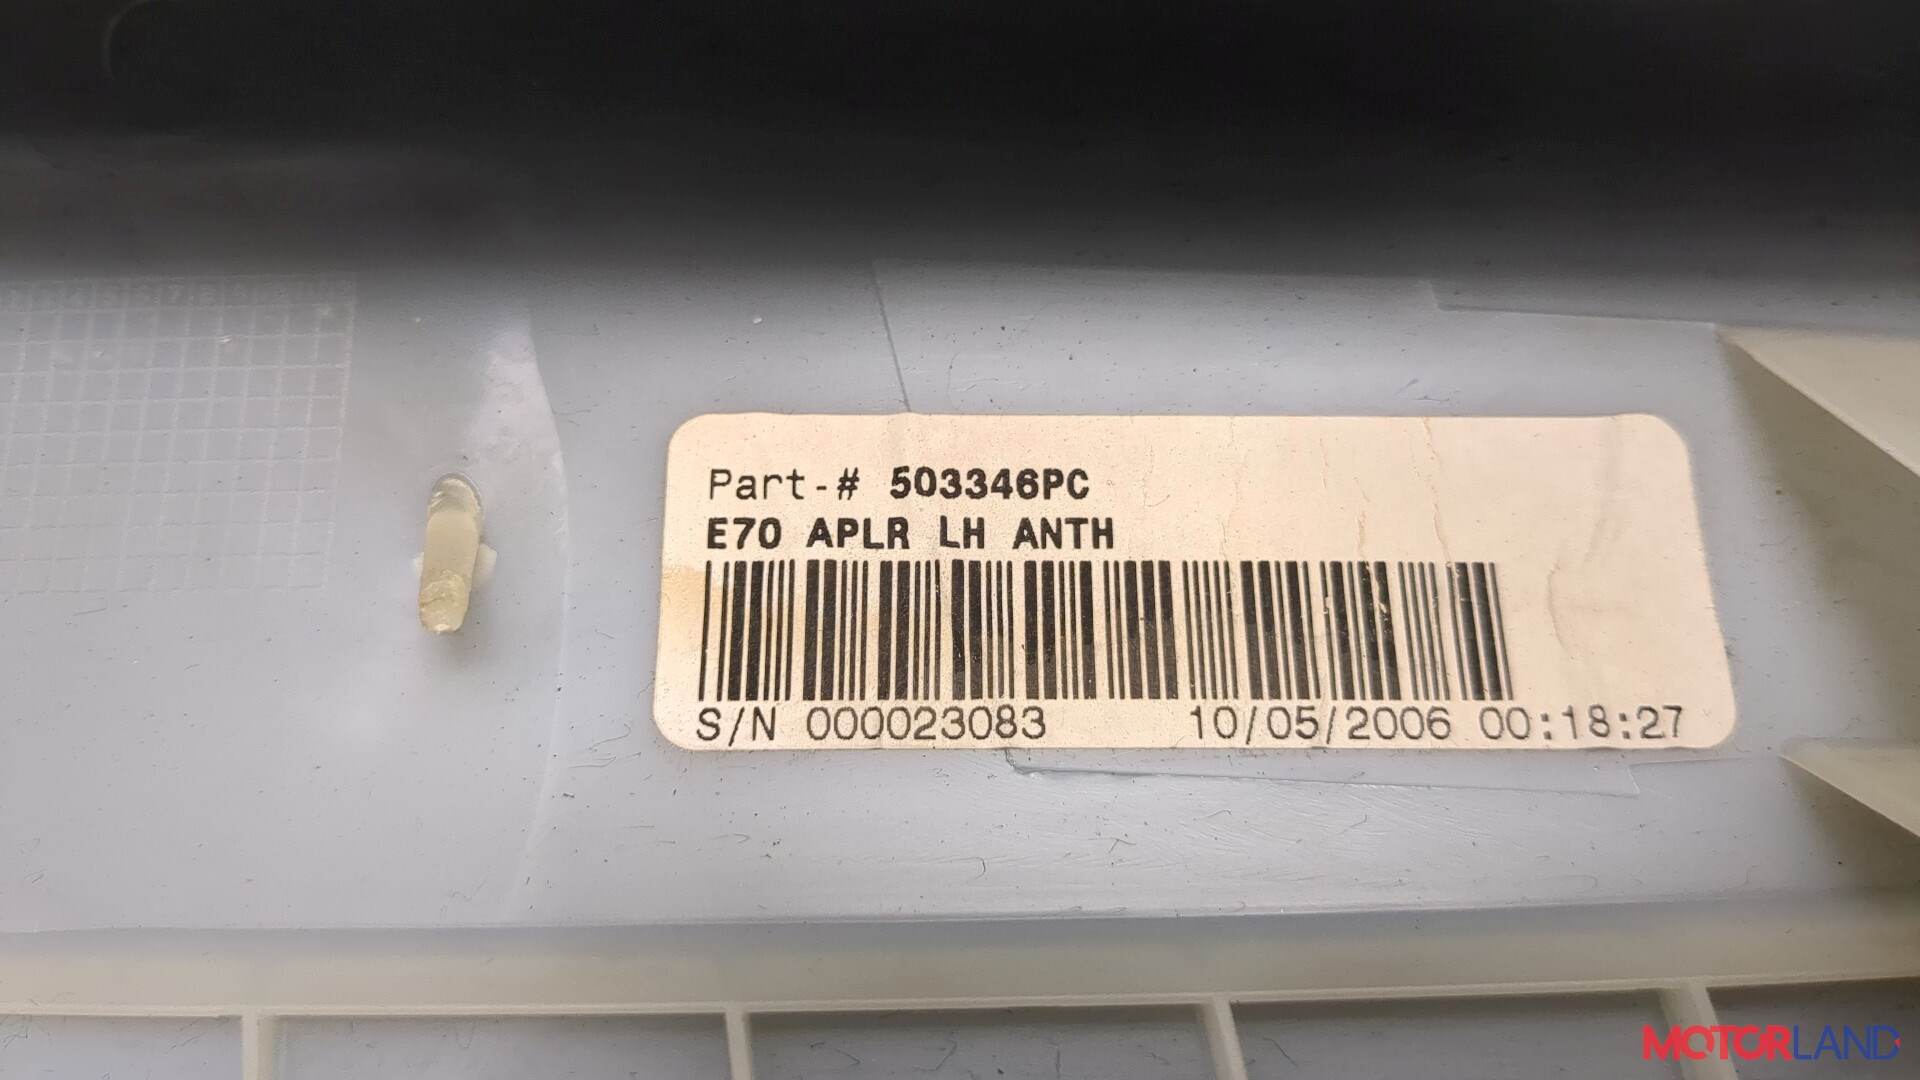 Part-# 503346PC
E70 APLR LH ANTH
S/N 000023083 10/05/2006 00:18:27
MOTORLAND